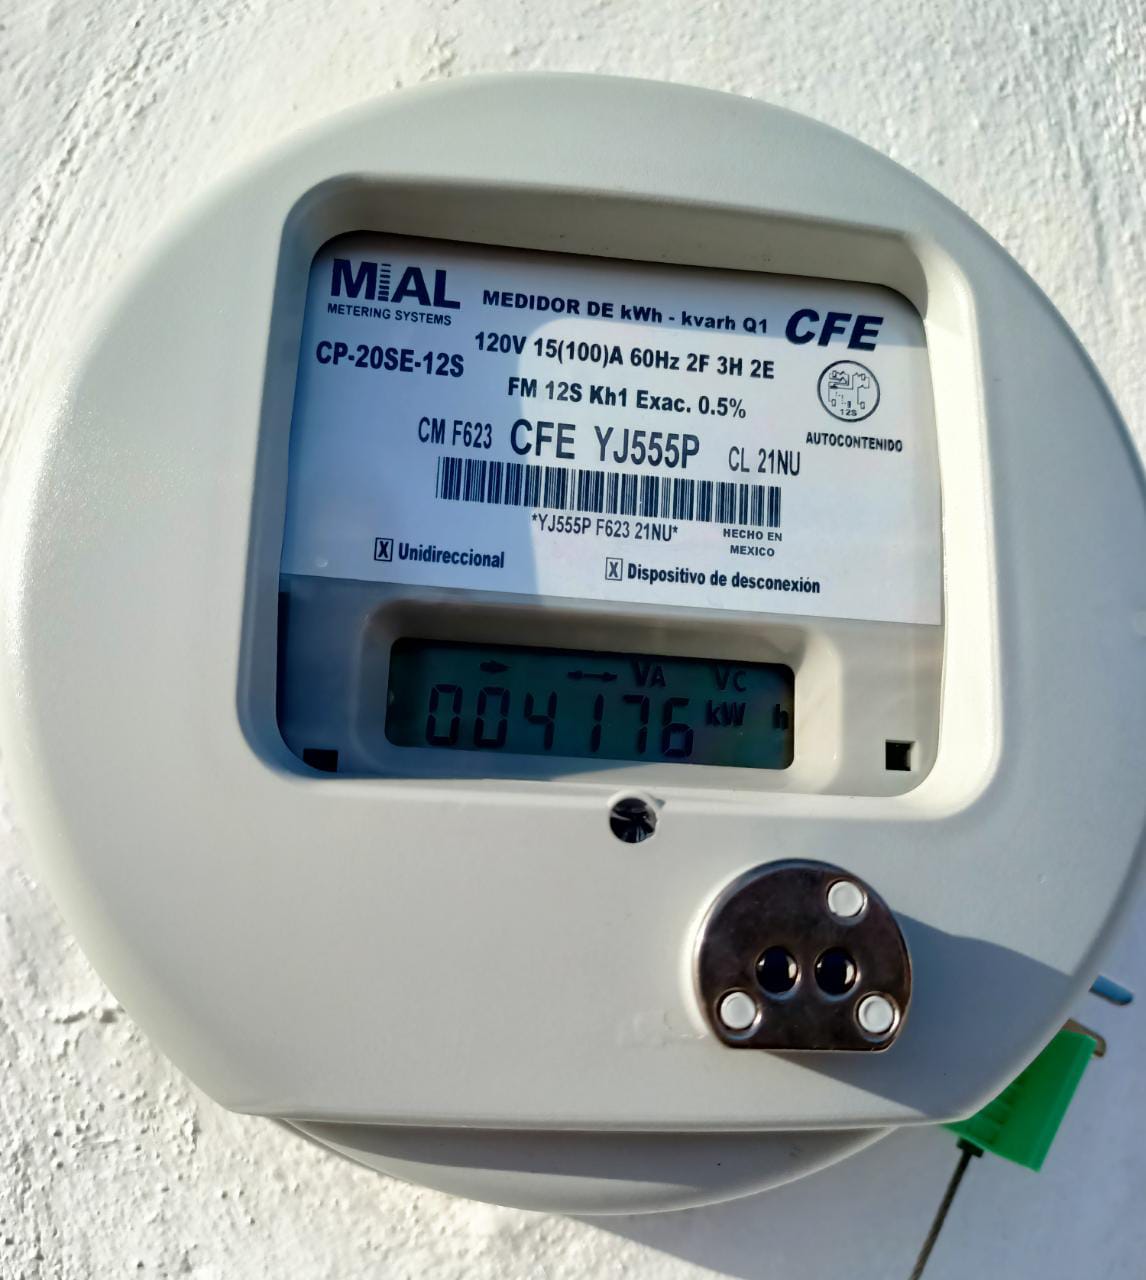 MIAL
METERING SYSTEMS
MEDIDOR DE kWh - kvarh Q1
CFE
CP-20SE-12S
120V 15(100)A 60Hz 2F 3H 2E
FM 12S Kh1 Exac. 0.5%
12S
AUTOCONTENIDO
CM F623 CFE YJ555P CL 21NU
*YJ555P F623 21NU*
HECHO EN
MEXICO
X Unidireccional
X Dispositivo de desconexión
VA VC
004176 kW h